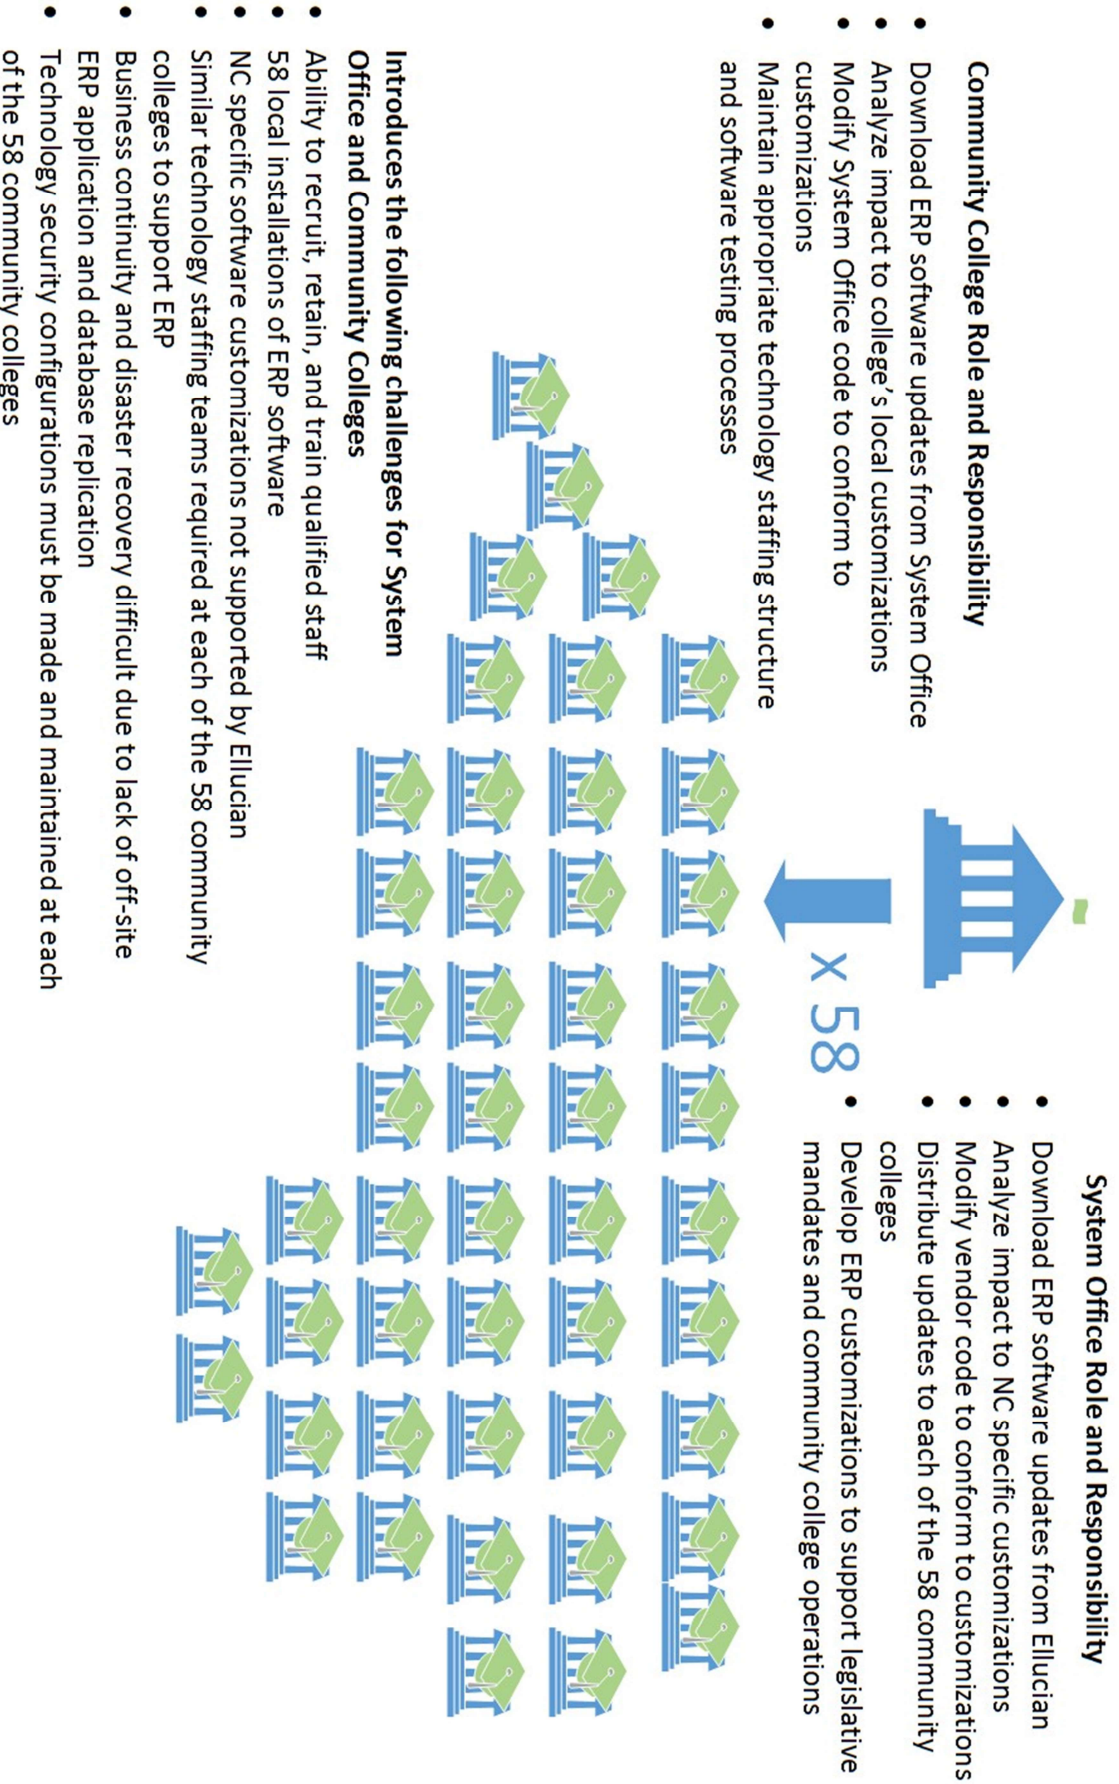 System Office Role and Responsibility
• Download ERP software updates from Ellucian
• Analyze impact to NC specific customizations
• Modify vendor code to conform to customizations
• Distribute updates to each of the 58 community
colleges
• Develop ERP customizations to support legislative
mandates and community college operations
x 58
Community College Role and Responsibility
• Download ERP software updates from System Office
• Analyze impact to college's local customizations
• Modify System Office code to conform to
customizations
• Maintain appropriate technology staffing structure
and software testing processes
Introduces the following challenges for System
Office and Community Colleges
• Ability to recruit, retain, and train qualified staff
• 58 local installations of ERP software
• NC specific software customizations not supported by Ellucian
• Similar technology staffing teams required at each of the 58 community
colleges to support ERP
• Business continuity and disaster recovery difficult due to lack of off-site
ERP application and database replication
• Technology security configurations must be made and maintained at each
of the 58 community colleges